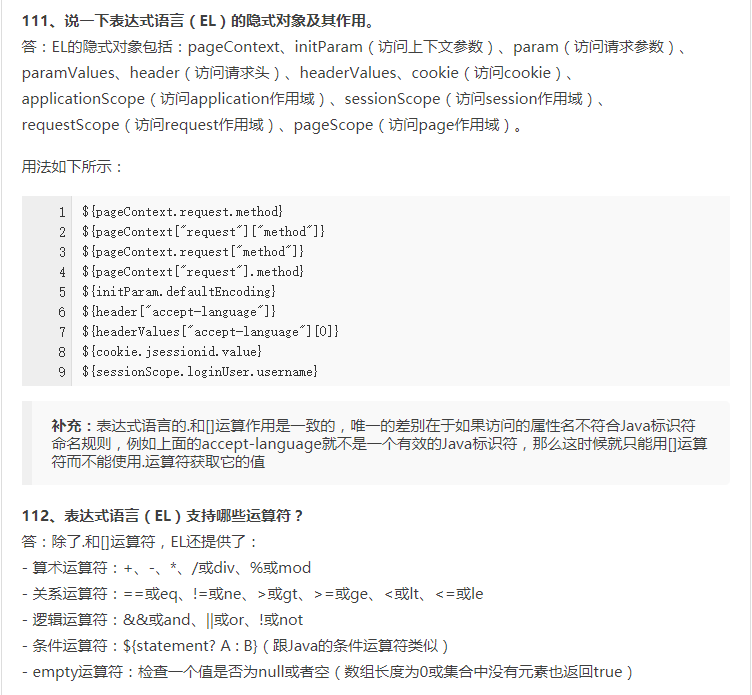 111、说一下表达式语言（EL）的隐式对象及其作用。
答：EL的隐式对象包括：pageContext、initParam（访问上下文参数）、param（访问请求参数）、
paramValues、header（访问请求头）、headerValues、cookie（访问cookie）、
applicationScope（访问application作用域）、sessionScope（访问session作用域）、
requestScope（访问request作用域）、pageScope（访问page作用域）。
用法如下所示：
1 ${pageContext.request.method}
2 ${pageContext["request"]["method"]}
3 ${pageContext.request["method"]}
4 ${pageContext["request"].method}
5 ${initParam.defaultEncoding}
6 ${header["accept-language"]}
7 ${headerValues["accept-language"][0]}
8 ${cookie.jsessionid.value}
9 ${sessionScope.loginUser.username}
补充：表达式语言的.和[]运算作用是一致的，唯一的差别在于如果访问的属性名不符合Java标识符
命名规则，例如上面的accept-language就不是一个有效的Java标识符，那么这时候就只能用[]运算
符而不能使用.运算符获取它的值
112、表达式语言（EL）支持哪些运算符？
答：除了.和[]运算符，EL还提供了：
- 算术运算符：+、-、*、/或div、%或mod
- 关系运算符：==或eq、!=或ne、>或gt、>=或ge、<或lt、<=或le
- 逻辑运算符：&&或and、||或or、!或not
- 条件运算符：${statement? A : B}（跟Java的条件运算符类似）
- empty运算符：检查一个值是否为null或者空（数组长度为0或集合中没有元素也返回true）